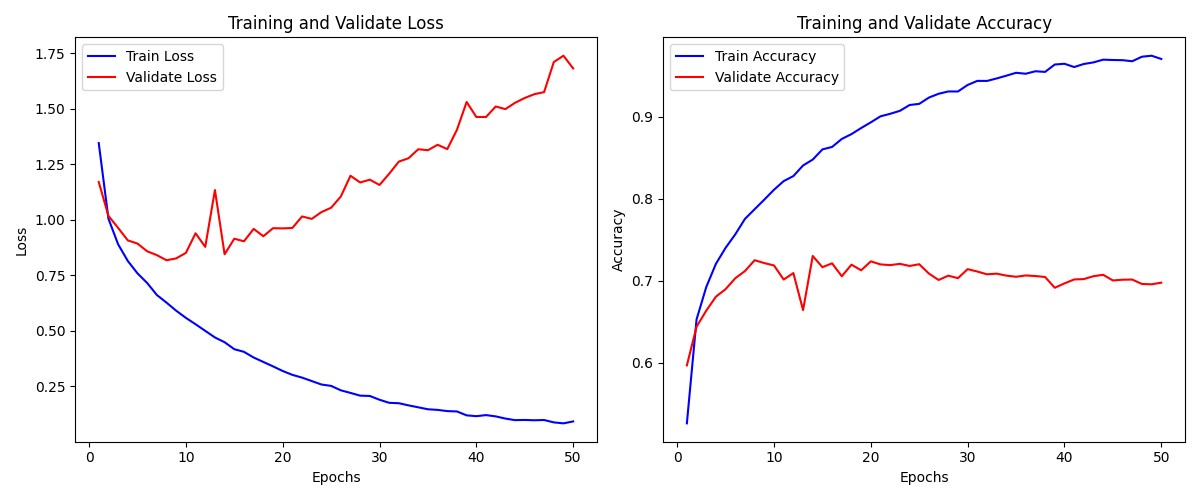 Training and Validate Loss
Train Loss
Validate Loss
1.75
1.50
1.25
1.00
0.75
0.50
0.25
Loss
0 10 20 30 40 50
Epochs
Training and Validate Accuracy
Train Accuracy
Validate Accuracy
0.9
0.8
0.7
0.6
Accuracy
0 10 20 30 40 50
Epochs